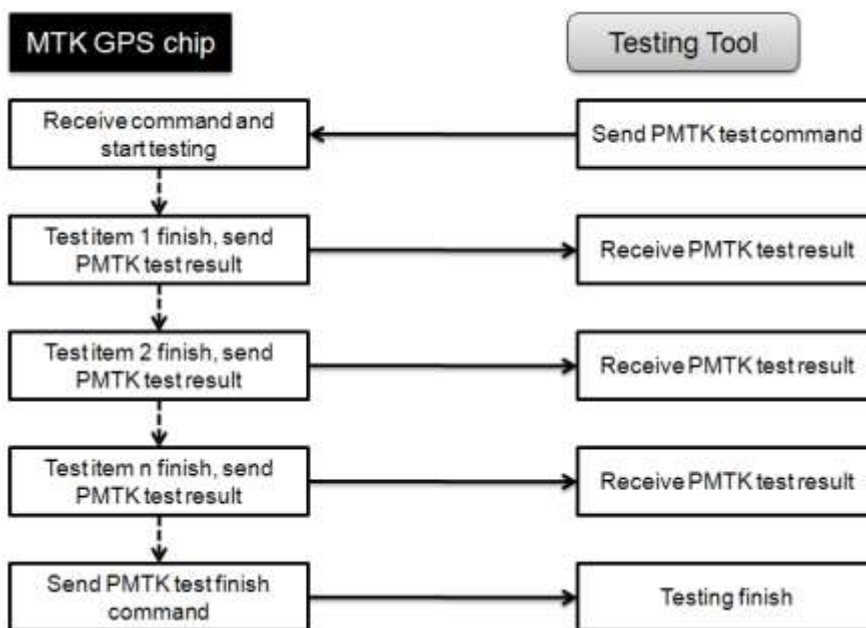 MTK GPS chip
Testing Tool
Receive command and
start testing
Send PMTK test command
Test item 1 finish, send
PMTK test result
Receive PMTK test result
Test item 2 finish, send
PMTK test result
Receive PMTK test result
Test item n finish, send
PMTK test result
Receive PMTK test result
Send PMTK test finish
command
Testing finish